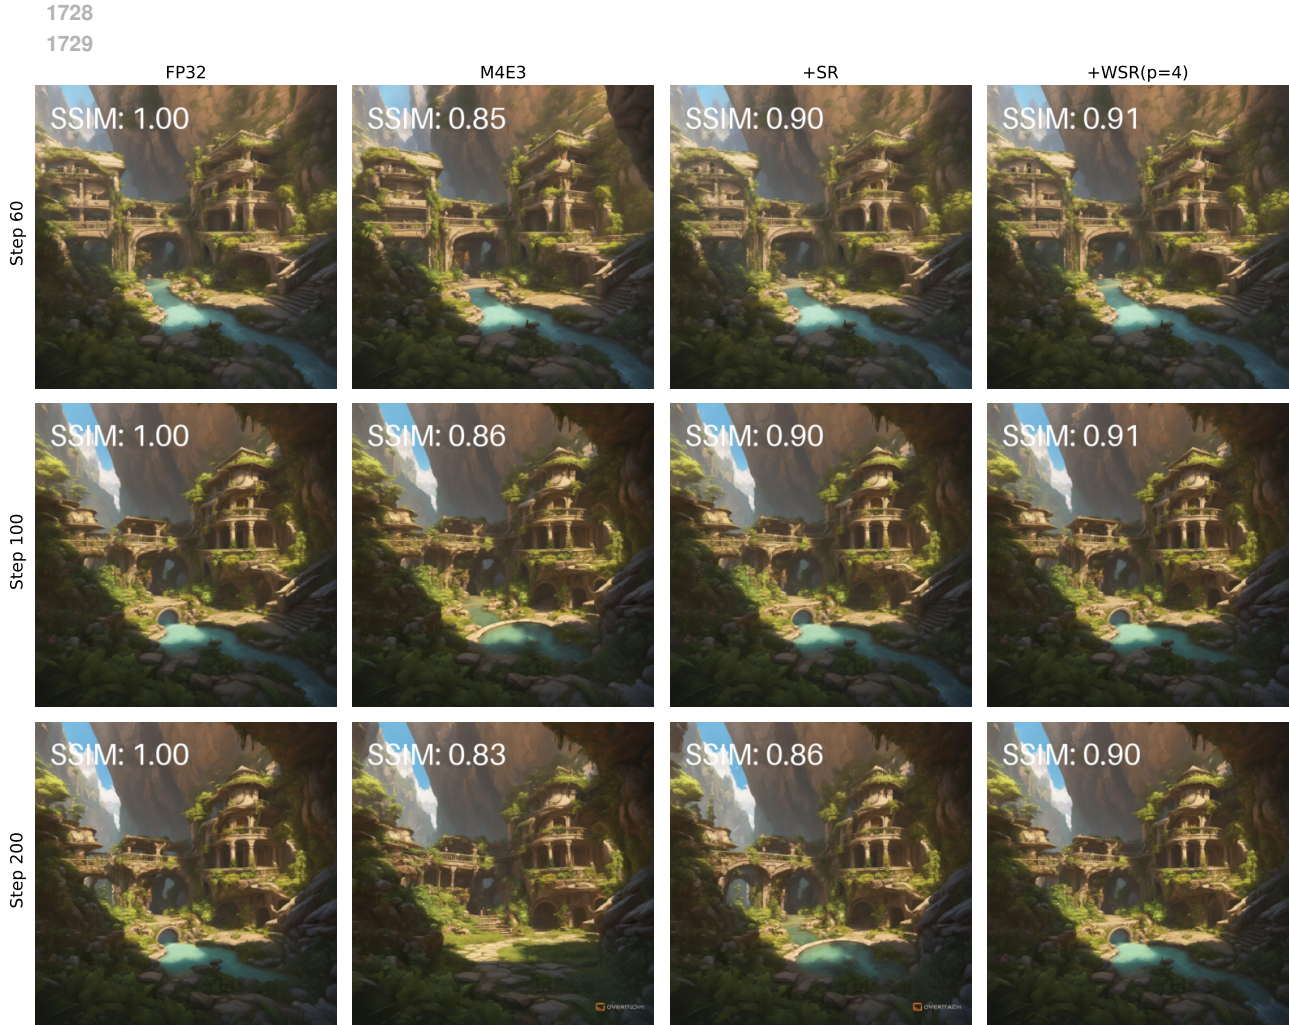 1728
1729
FP32 M4E3 +SR +WSR(p=4)
Step 60
SSIM: 1.00 SSIM: 0.85 SSIM: 0.90 SSIM: 0.91
Step 100
SSIM: 1.00 SSIM: 0.86 SSIM: 0.90 SSIM: 0.91
Step 200
SSIM: 1.00 SSIM: 0.83 SSIM: 0.86 SSIM: 0.90